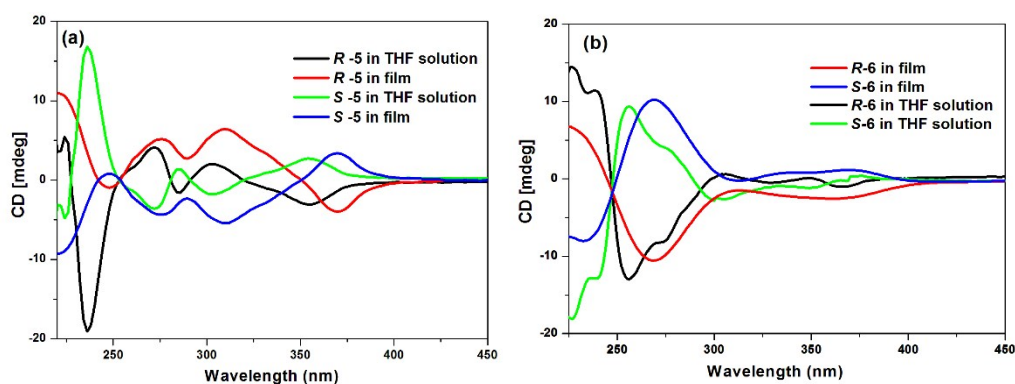 (a)
R -5 in THF solution
R -5 in film
S -5 in THF solution
S -5 in film
CD [mdeg]
20
10
0
-10
-20
250 300 350 400 450
Wavelength (nm)
(b)
R-6 in film
S-6 in film
R-6 in THF solution
S-6 in THF solution
CD [mdeg]
20
10
0
-10
-20
250 300 350 400 450
Wavelength (nm)